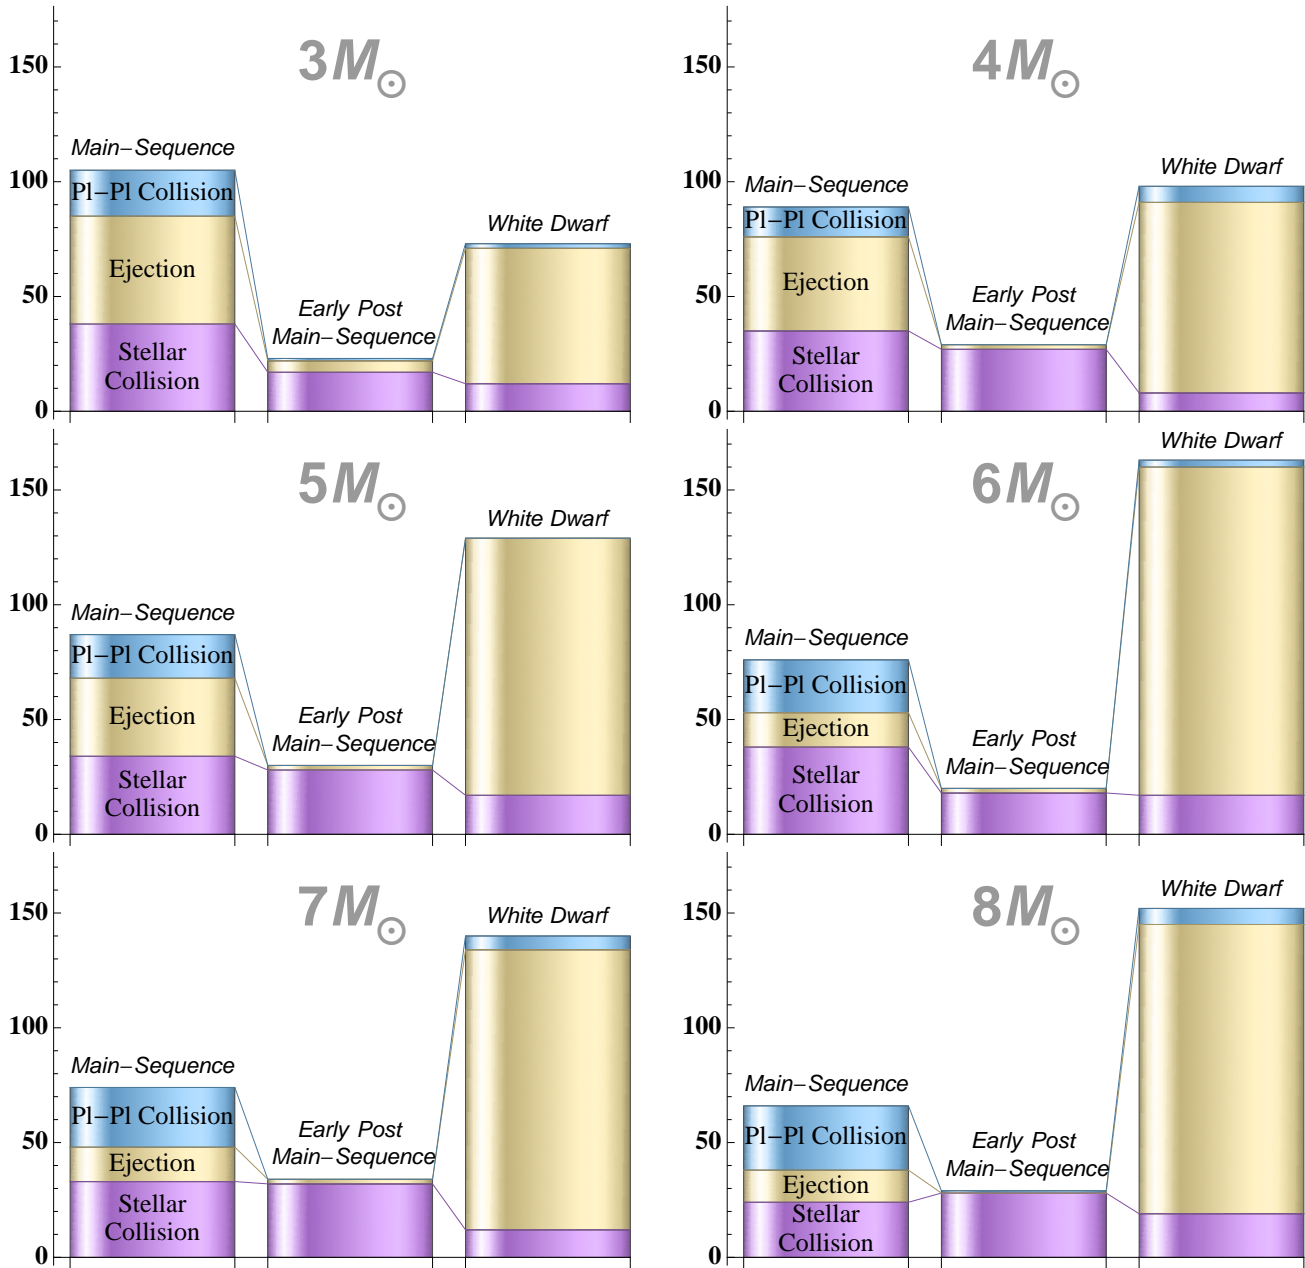 3M☉
150
100
50
0
Main−Sequence
Pl−Pl Collision
Ejection
Stellar
Collision
Early Post
Main−Sequence
White Dwarf
4M☉
150
100
50
0
Main−Sequence
Pl−Pl Collision
Ejection
Stellar
Collision
Early Post
Main−Sequence
White Dwarf
5M☉
150
100
50
0
Main−Sequence
Pl−Pl Collision
Ejection
Stellar
Collision
Early Post
Main−Sequence
White Dwarf
6M☉
150
100
50
0
Main−Sequence
Pl−Pl Collision
Ejection
Stellar
Collision
Early Post
Main−Sequence
White Dwarf
7M☉
150
100
50
0
Main−Sequence
Pl−Pl Collision
Ejection
Stellar
Collision
Early Post
Main−Sequence
White Dwarf
8M☉
150
100
50
0
Main−Sequence
Pl−Pl Collision
Ejection
Stellar
Collision
Early Post
Main−Sequence
White Dwarf